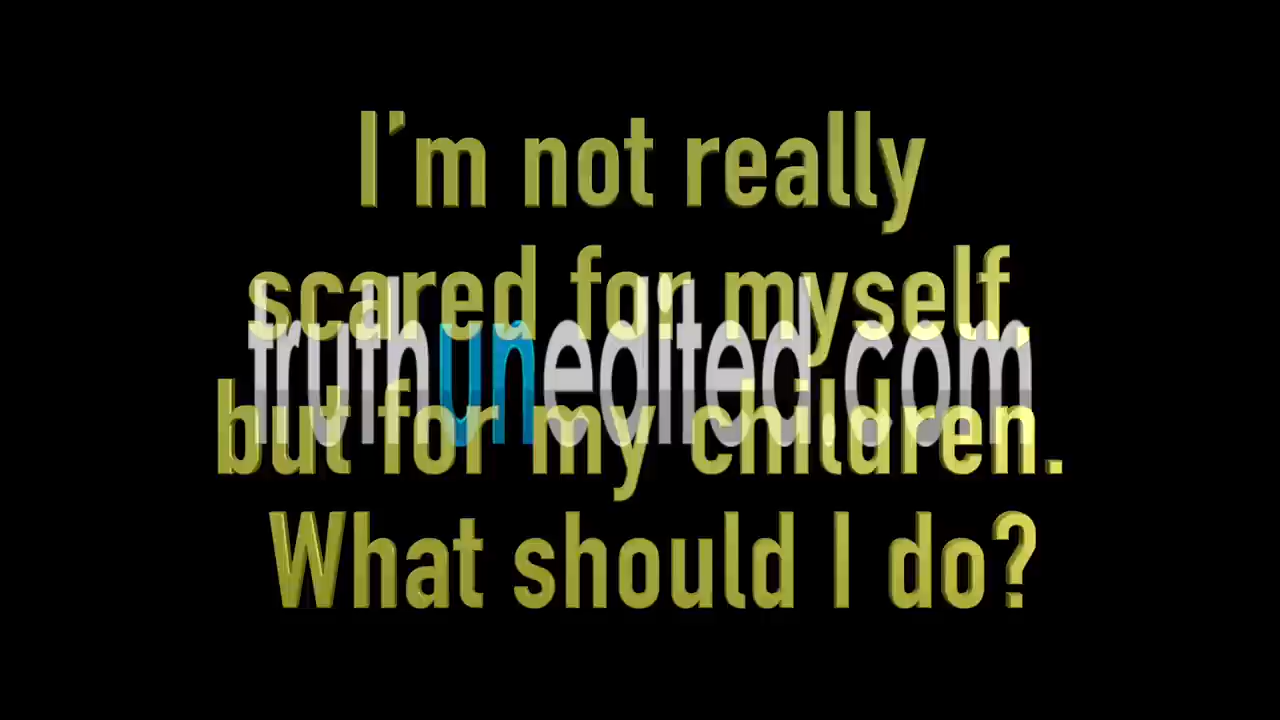 I'm not really
scared for myself,
truthunedited.com
but for my children.
What should I do?